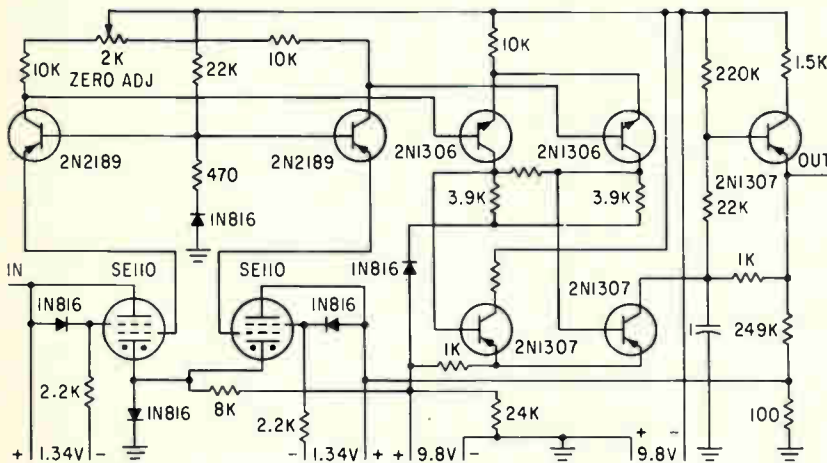 10K
2K
ZERO ADJ
22K
10K
10K
220K
1.5K
2N2189
2N2189
2N1306
2N1306
2N1307
OUT
470
3.9K
3.9K
22K
1N816
IN
SE110
SE110
1N816
2N1307
1K
1N816
1N816
2N1307
1
249K
2.2K
1N816
8K
2.2K
1K
24K
100
+ 1.34V -
- 1.34V +
+ 9.8V -
+ 9.8V -